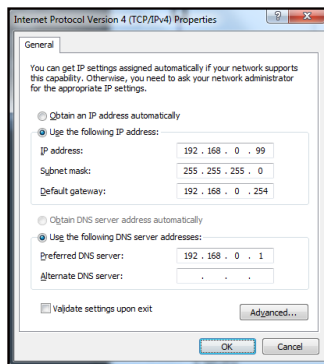 Internet Protocol Version 4 (TCP/IPv4) Properties
General
You can get IP settings assigned automatically if your network supports
this capability. Otherwise, you need to ask your network administrator
for the appropriate IP settings.
Obtain an IP address automatically
Use the following IP address:
IP address: 192 . 168 . 0 . 99
Subnet mask: 255 . 255 . 255 . 0
Default gateway: 192 . 168 . 0 . 254
Obtain DNS server address automatically
Use the following DNS server addresses:
Preferred DNS server: 192 . 168 . 0 . 1
Alternate DNS server: . . .
Validate settings upon exit
Advanced...
OK Cancel